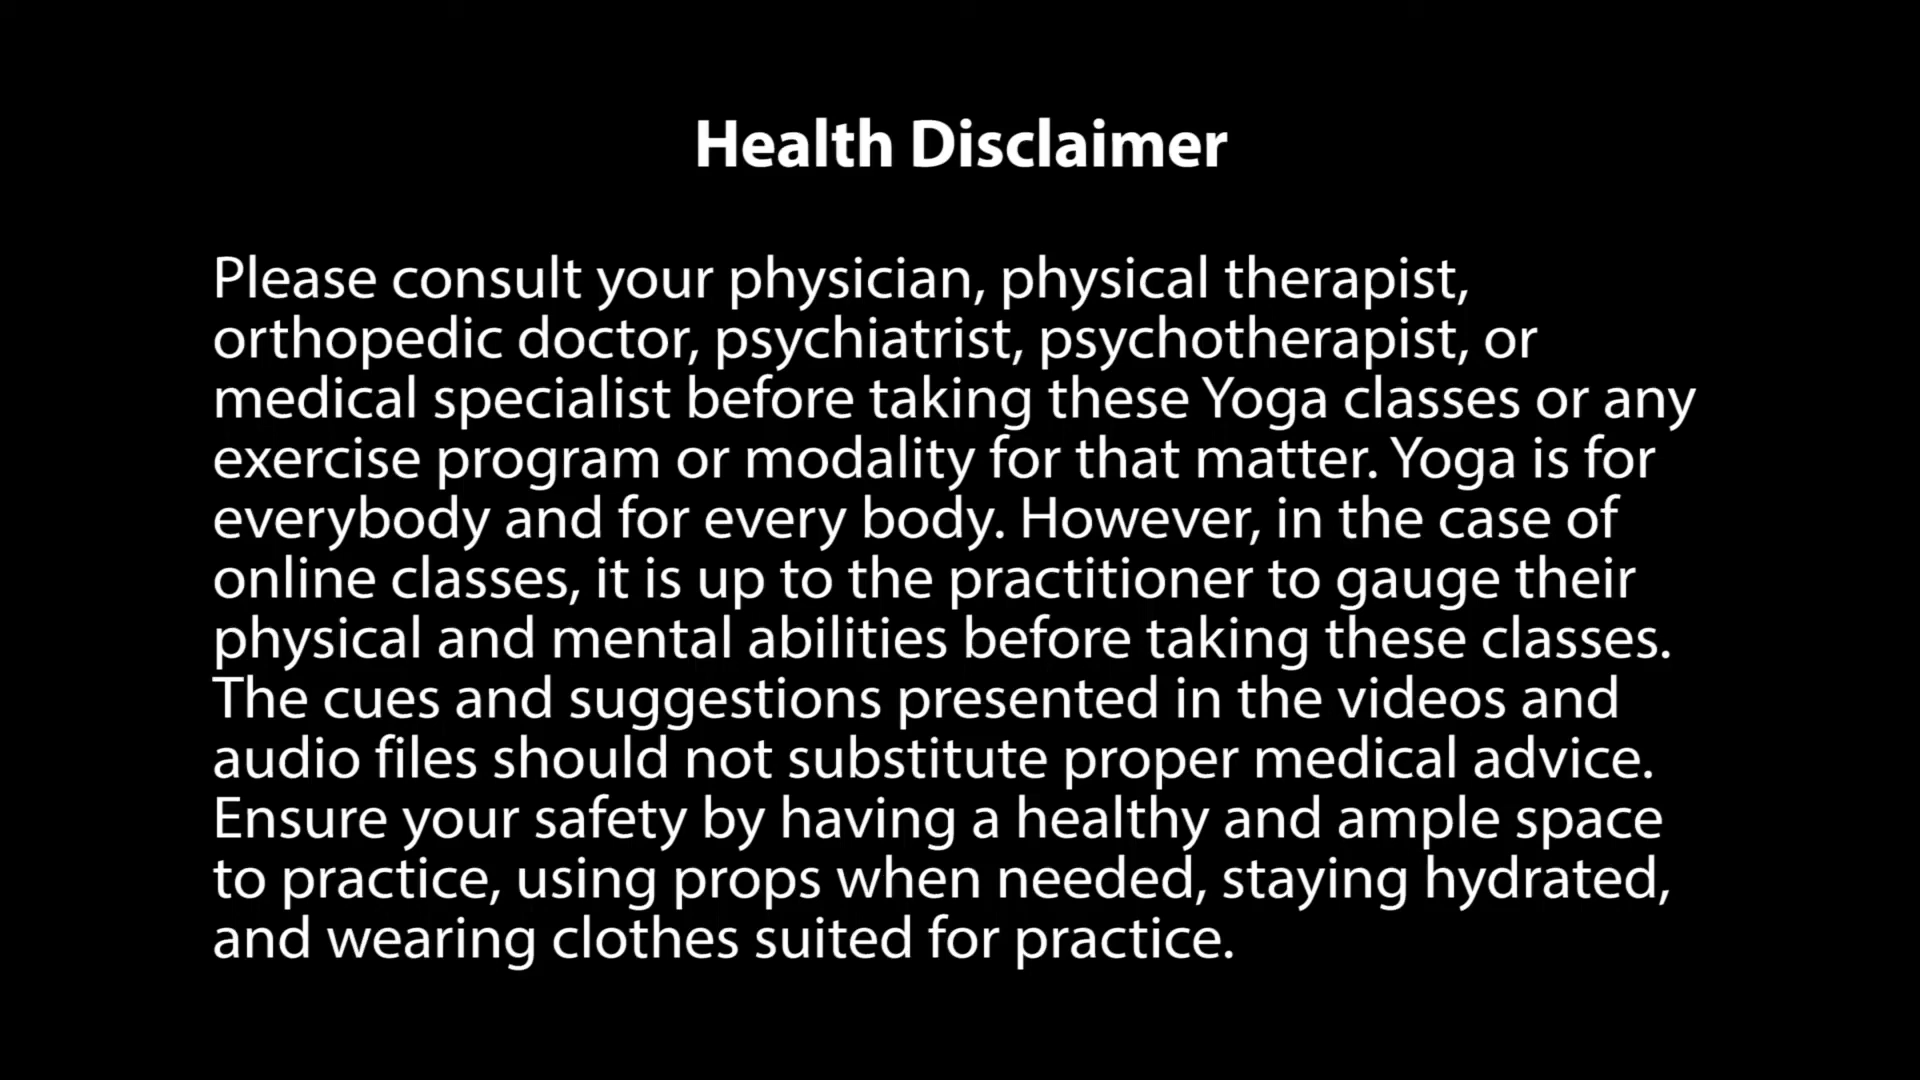 Health Disclaimer
Please consult your physician, physical therapist,
orthopedic doctor, psychiatrist, psychotherapist, or
medical specialist before taking these Yoga classes or any
exercise program or modality for that matter. Yoga is for
everybody and for every body. However, in the case of
online classes, it is up to the practitioner to gauge their
physical and mental abilities before taking these classes.
The cues and suggestions presented in the videos and
audio files should not substitute proper medical advice.
Ensure your safety by having a healthy and ample space
to practice, using props when needed, staying hydrated,
and wearing clothes suited for practice.